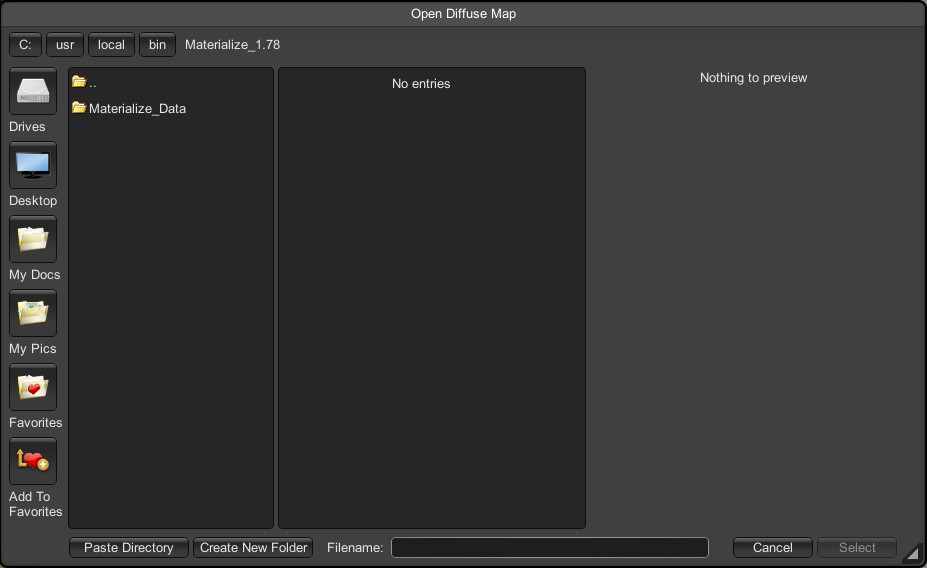 Open Diffuse Map
C: usr local bin Materialize_1.78
Drives
Desktop
My Docs
My Pics
Favorites
Add To
Favorites
..
Materialize_Data
No entries
Nothing to preview
Paste Directory Create New Folder Filename: Cancel Select